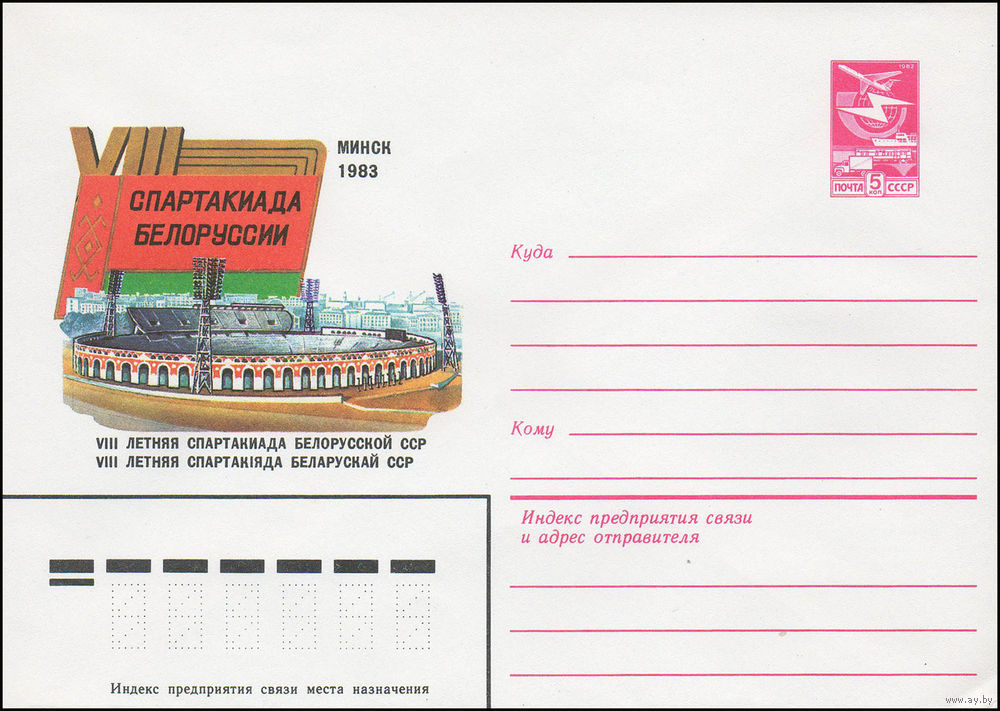 1982
ПОЧТА 5 КОП СССР
VIII
МИНСК
1983
СПАРТАКИАДА
БЕЛОРУССИИ
VIII ЛЕТНЯЯ СПАРТАКИАДА БЕЛОРУССКОЙ ССР
VIII ЛЕТНЯЯ СПАРТАКІЯДА БЕЛАРУСКАЙ ССР
Куда
Кому
Индекс предприятия связи
и адрес отправителя
Индекс предприятия связи места назначения
www.ay.by